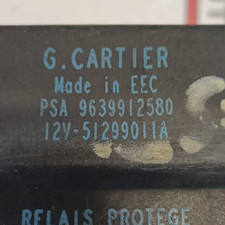 G.CARTIER
Made in EEC
PSA 9639912580
12V-51299011A
RELAIS PROTEGE